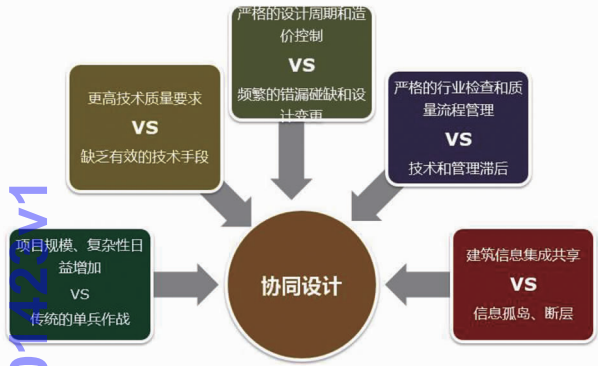 严格的设计周期和造
价控制
VS
频繁的错漏碰缺和设
计变更
更高技术质量要求
VS
缺乏有效的技术手段
严格的行业检查和质
量流程管理
VS
技术和管理滞后
项目规模、复杂性日
益增加
VS
传统的单兵作战
协同设计
建筑信息集成共享
VS
信息孤岛、断层
01423v1